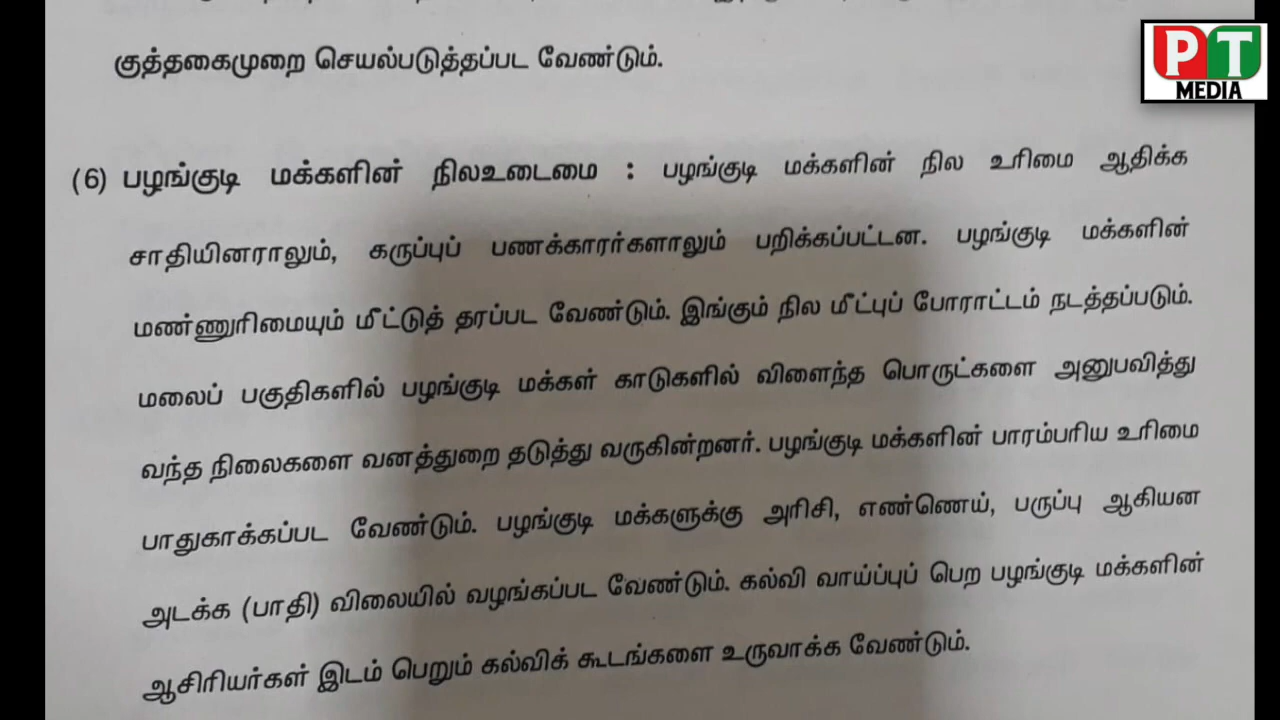 குத்தகைமுறை செயல்படுத்தப்பட வேண்டும்.
PT
MEDIA
(6) பழங்குடி மக்களின் நிலஉடைமை : பழங்குடி மக்களின் நில உரிமை ஆதிக்க
சாதியினராலும், கருப்புப் பணக்காரர்களாலும் பறிக்கப்பட்டன. பழங்குடி மக்களின்
மண்ணுரிமையும் மீட்டுத் தரப்பட வேண்டும். இங்கும் நில மீட்புப் போராட்டம் நடத்தப்படும்.
மலைப் பகுதிகளில் பழங்குடி மக்கள் காடுகளில் விளைந்த பொருட்களை அனுபவித்து
வந்த நிலைகளை வனத்துறை தடுத்து வருகின்றனர். பழங்குடி மக்களின் பாரம்பரிய உரிமை
பாதுகாக்கப்பட வேண்டும். பழங்குடி மக்களுக்கு அரிசி, எண்ணெய், பருப்பு ஆகியன
அடக்க (பாதி) விலையில் வழங்கப்பட வேண்டும். கல்வி வாய்ப்புப் பெற பழங்குடி மக்களின்
ஆசிரியர்கள் இடம் பெறும் கல்விக் கூடங்களை உருவாக்க வேண்டும்.